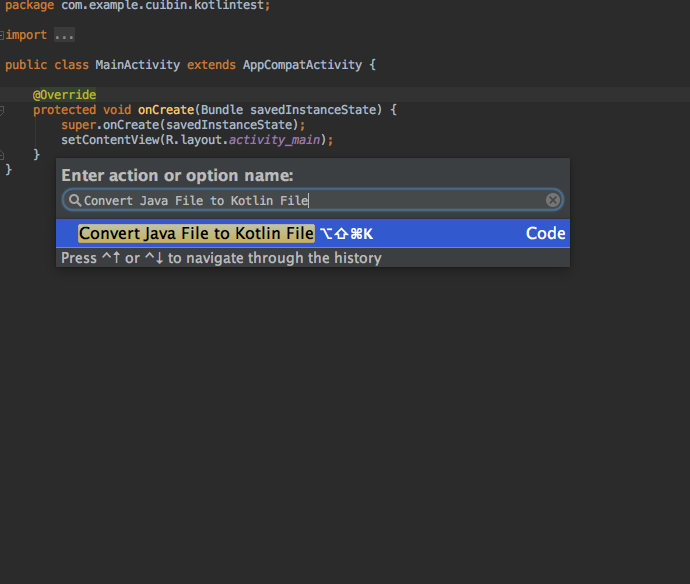 package com.example.cuibin.kotlintest;
import ...
public class MainActivity extends AppCompatActivity {
@Override
protected void onCreate(Bundle savedInstanceState) {
super.onCreate(savedInstanceState);
setContentView(R.layout.activity_main);
}
}
Enter action or option name:
Convert Java File to Kotlin File
Convert Java File to Kotlin File ⌥⇧⌘K Code
Press ^↑ or ^↓ to navigate through the history